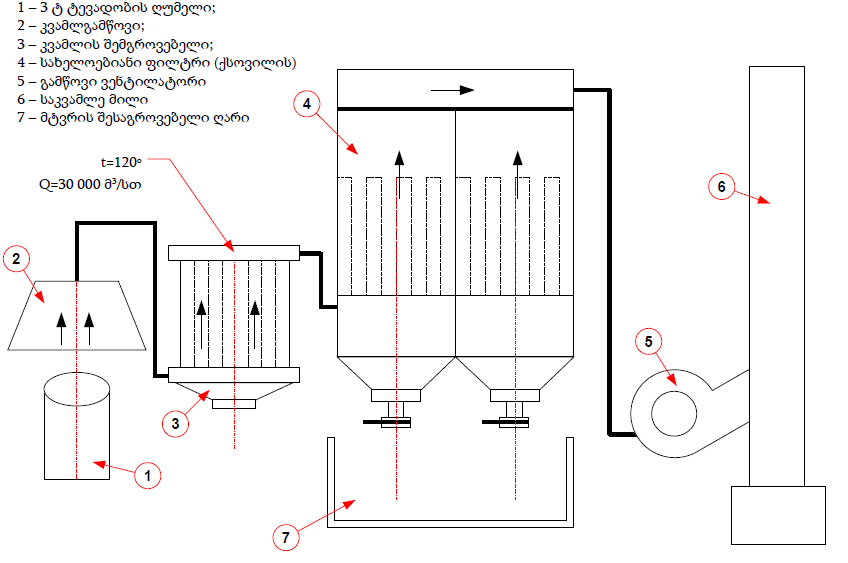 1 – 3 ტ ტევადობის ღუმელი;
2 – კვამლგამწოვი;
3 – კვამლის შემგროვებელი;
4 – სახელოებიანი ფილტრი (ქსოვილის)
5 – გამწოვი ვენტილატორი
6 – საკვამლე მილი
7 – მტვრის შესაგროვებელი ღარი
4
t=120°
Q=30 000 მ³/სთ
6
2
5
3
1
7